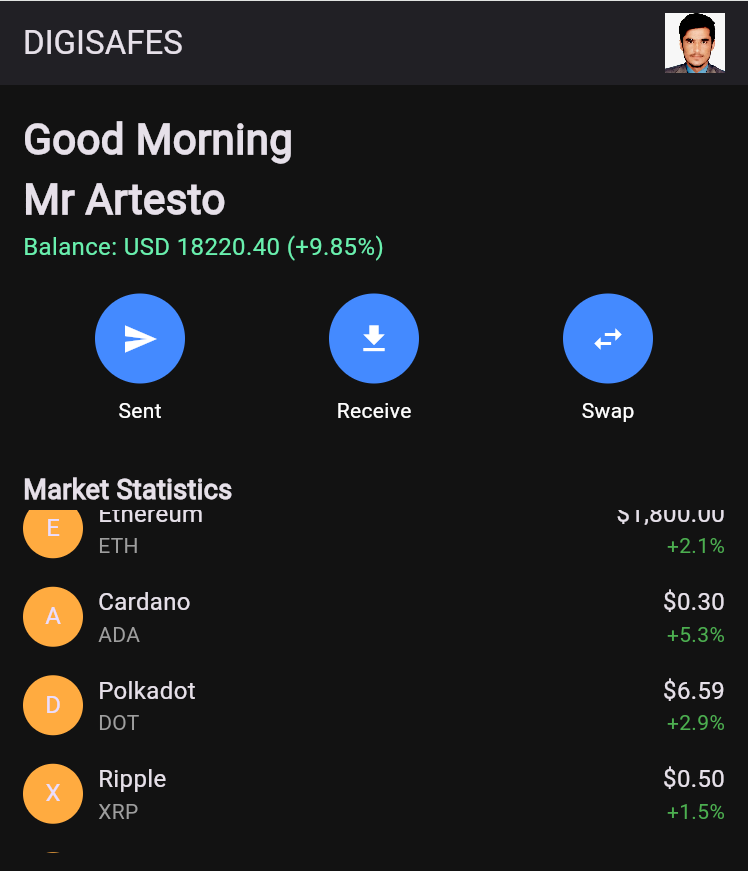 DIGISAFES
Good Morning
Mr Artesto
Balance: USD 18220.40 (+9.85%)
Sent Receive Swap
Market Statistics
E Ethereum $1,800.00
ETH +2.1%
A Cardano $0.30
ADA +5.3%
D Polkadot $6.59
DOT +2.9%
X Ripple $0.50
XRP +1.5%